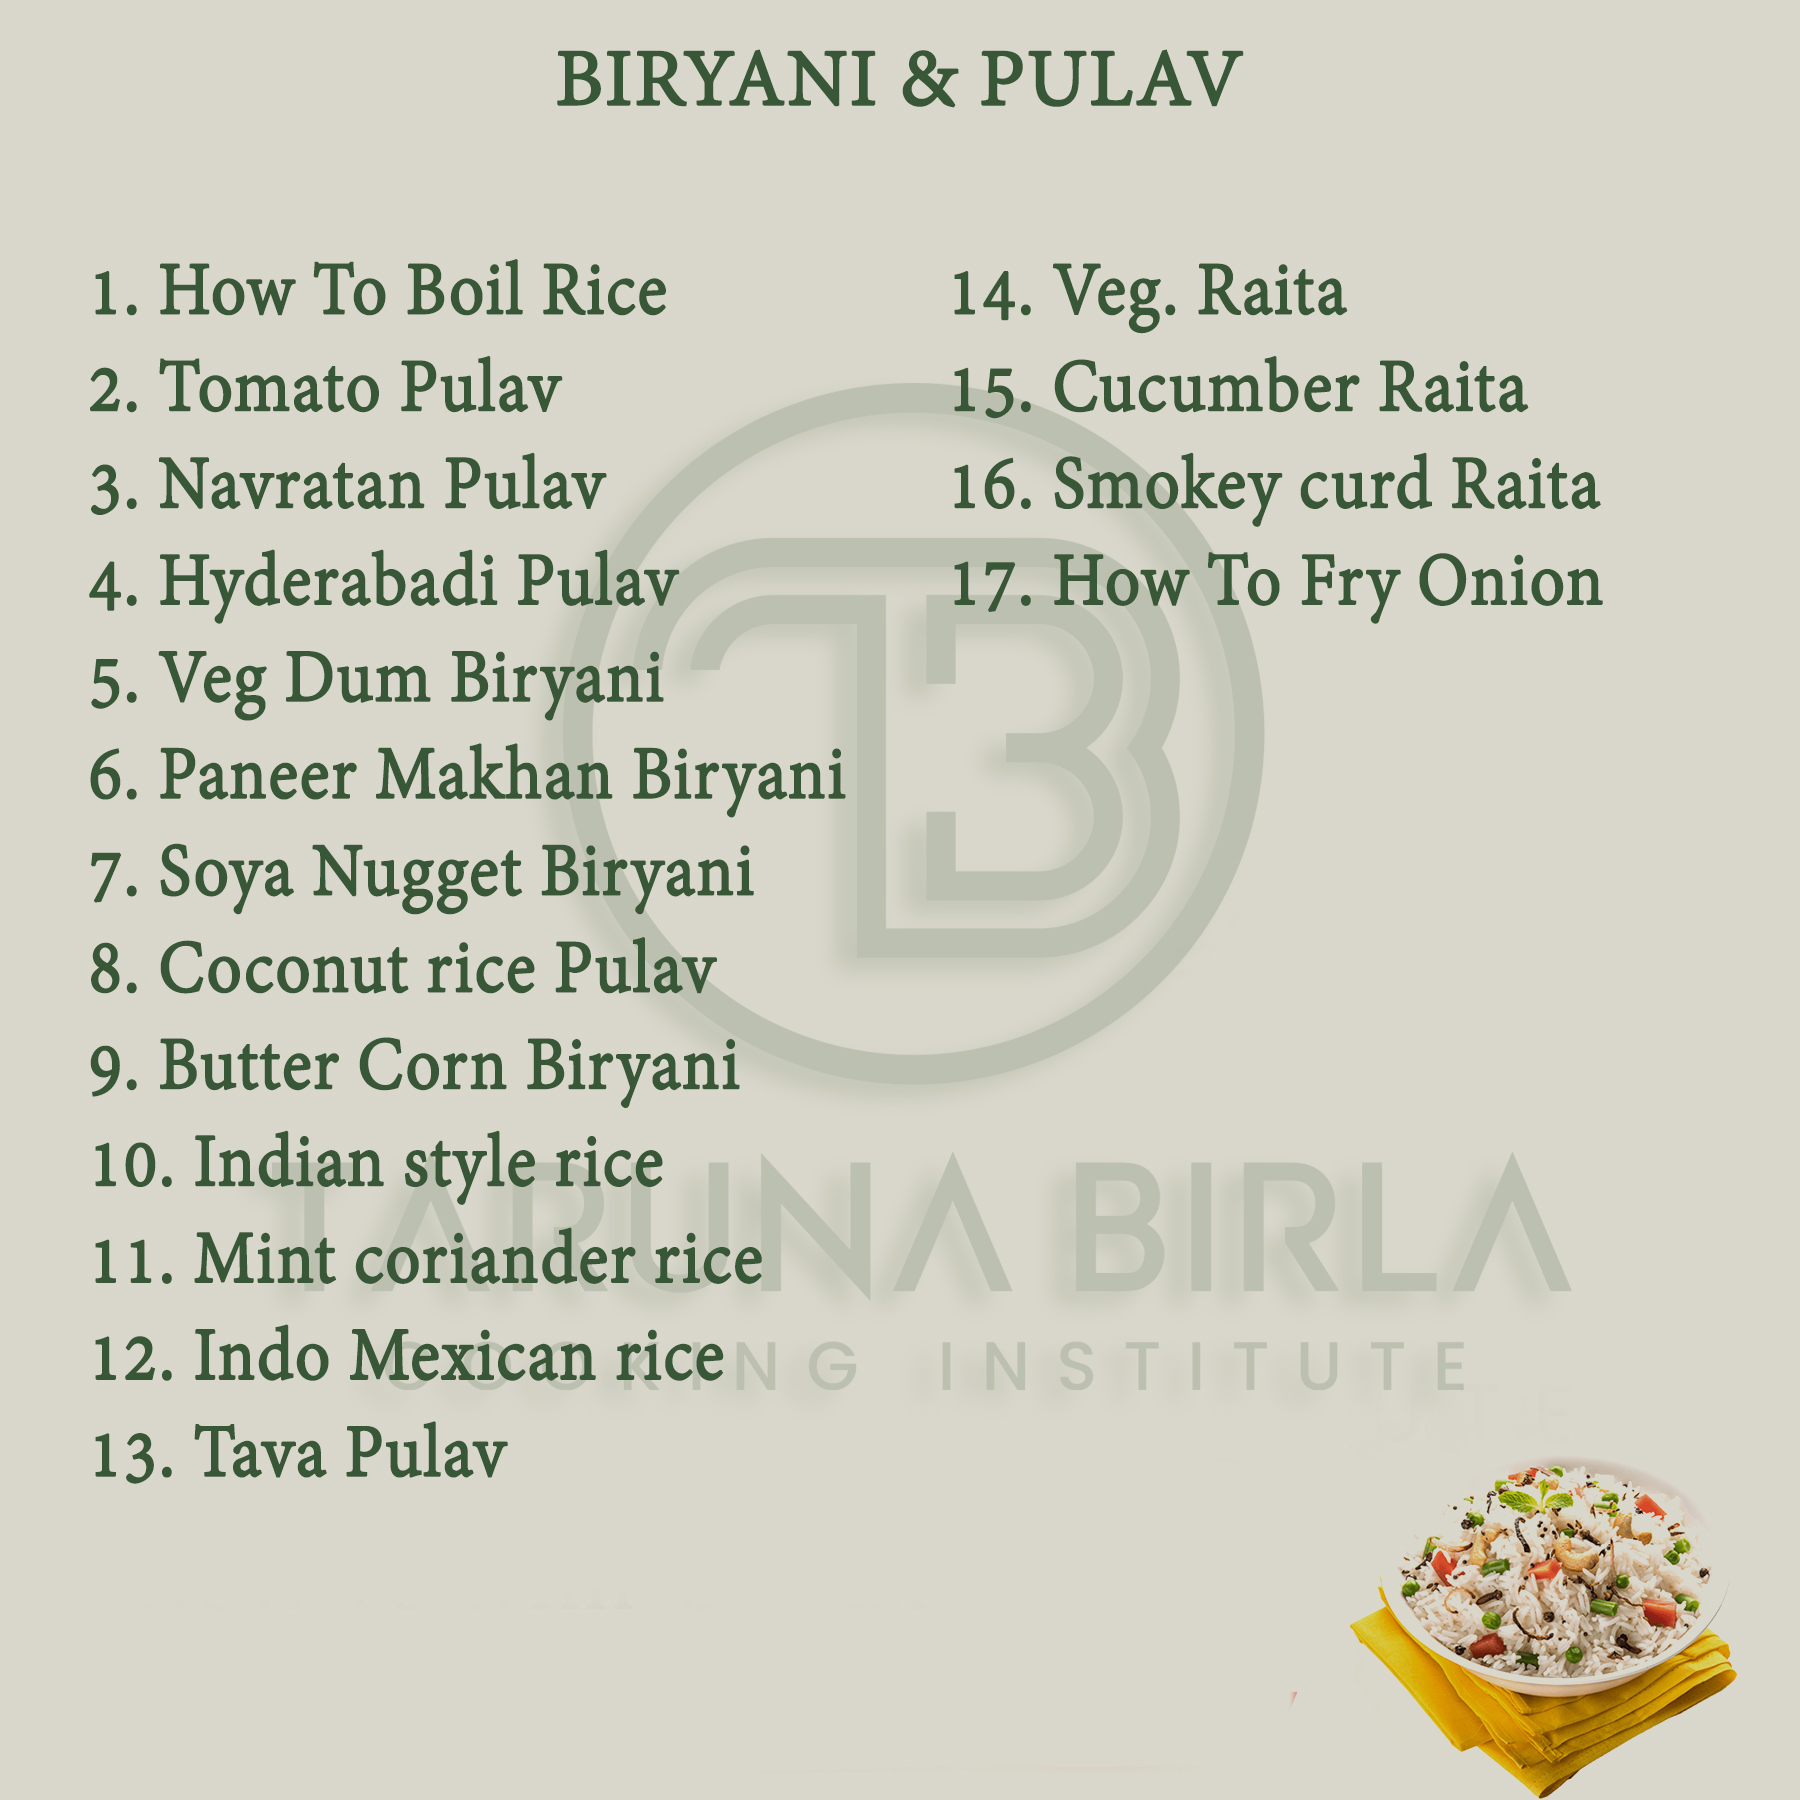 BIRYANI & PULAV
1. How To Boil Rice
2. Tomato Pulav
3. Navratan Pulav
4. Hyderabadi Pulav
5. Veg Dum Biryani
6. Paneer Makhan Biryani
7. Soya Nugget Biryani
8. Coconut rice Pulav
9. Butter Corn Biryani
10. Indian style rice
11. Mint coriander rice
12. Indo Mexican rice
13. Tava Pulav
14. Veg. Raita
15. Cucumber Raita
16. Smokey curd Raita
17. How To Fry Onion
TB
TARUNA BIRLA
COOKING INSTITUTE